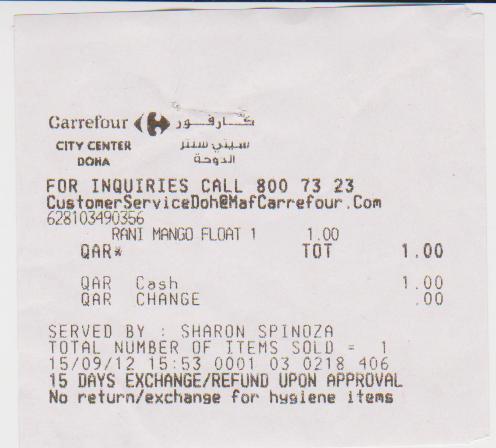 Carrefour كارفور
CITY CENTER سيتي سنتر
DOHA الدوحة
FOR INQUIRIES CALL 800 73 23
CustomerServiceDoh@MafCarrefour.Com
628103490356
RANI MANGO FLOAT 1 1.00
QAR* TOT 1.00
QAR Cash 1.00
QAR CHANGE .00
SERVED BY : SHARON SPINOZA
TOTAL NUMBER OF ITEMS SOLD = 1
15/09/12 15:53 0001 03 0218 406
15 DAYS EXCHANGE/REFUND UPON APPROVAL
No return/exchange for hygiene items